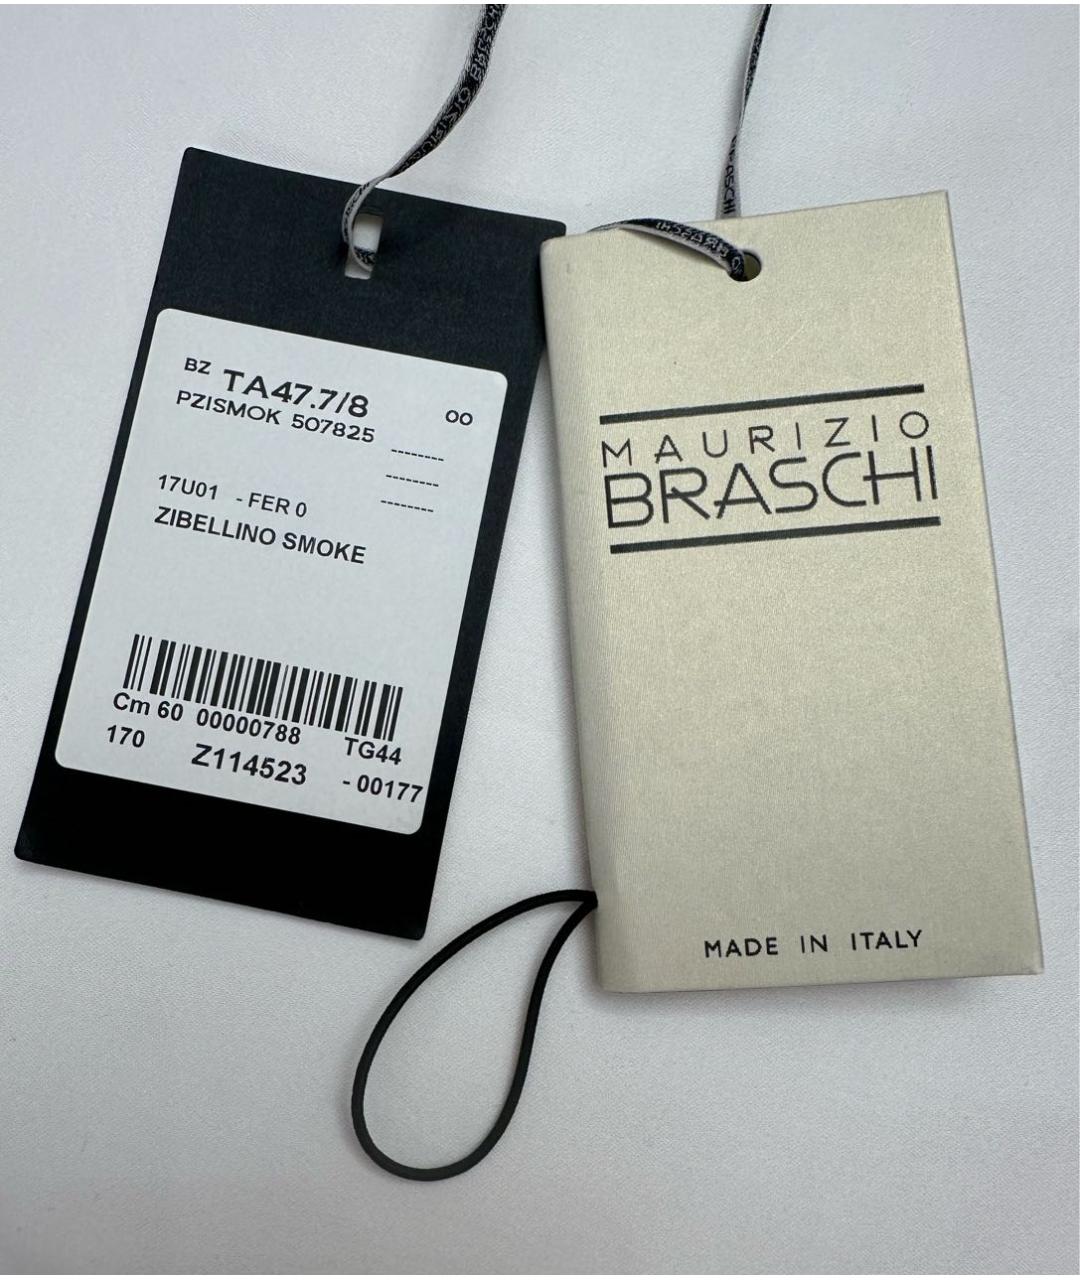 BZ TA47.7/8 OO
PZISMOK 507825
--------
--------
17U01 - FER 0 --------
ZIBELLINO SMOKE
Cm 60 00000788 TG44
170 Z114523 - 00177
MAURIZIO
BRASCHI
MADE IN ITALY
BRASCHI